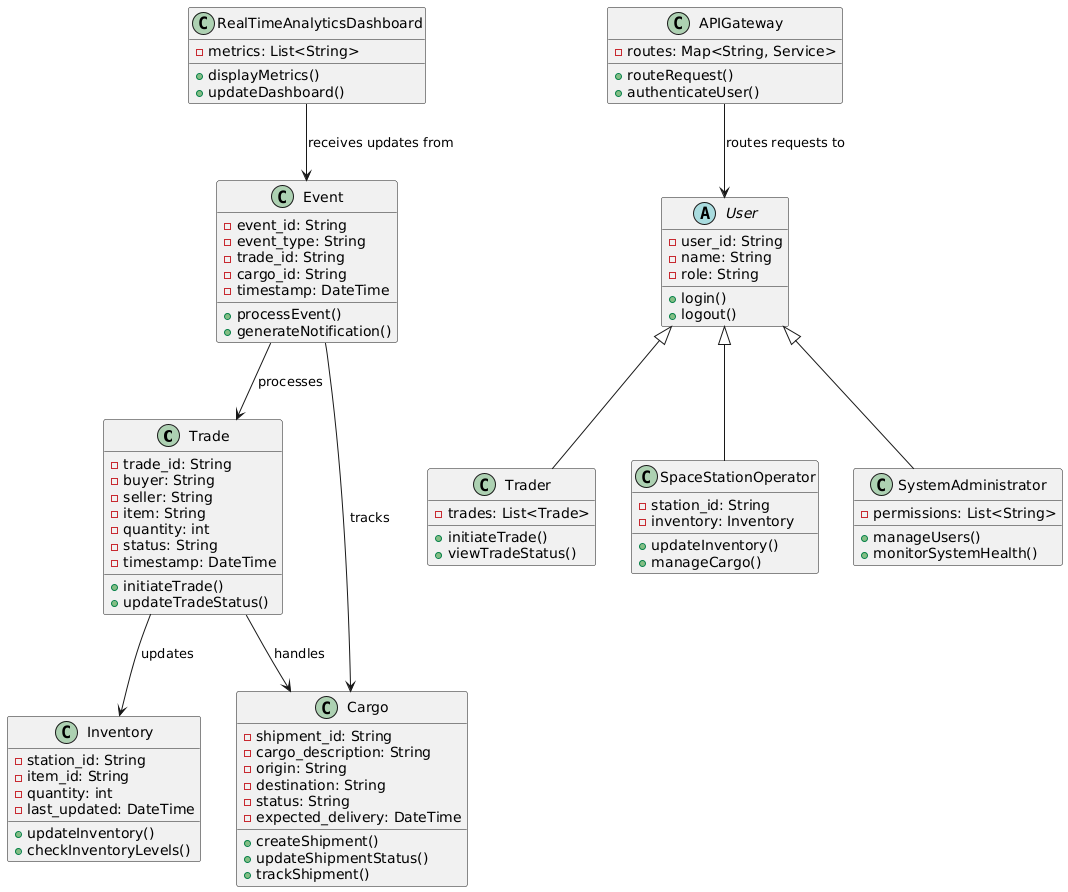 C RealTimeAnalyticsDashboard
metrics: List<String>
displayMetrics()
updateDashboard()
C APIGateway
routes: Map<String, Service>
routeRequest()
authenticateUser()
receives updates from
routes requests to
C Event
event_id: String
event_type: String
trade_id: String
cargo_id: String
timestamp: DateTime
processEvent()
generateNotification()
A User
user_id: String
name: String
role: String
login()
logout()
processes
tracks
C Trade
trade_id: String
buyer: String
seller: String
item: String
quantity: int
status: String
timestamp: DateTime
initiateTrade()
updateTradeStatus()
C Trader
trades: List<Trade>
initiateTrade()
viewTradeStatus()
C SpaceStationOperator
station_id: String
inventory: Inventory
updateInventory()
manageCargo()
C SystemAdministrator
permissions: List<String>
manageUsers()
monitorSystemHealth()
updates
handles
C Inventory
station_id: String
item_id: String
quantity: int
last_updated: DateTime
updateInventory()
checkInventoryLevels()
C Cargo
shipment_id: String
cargo_description: String
origin: String
destination: String
status: String
expected_delivery: DateTime
createShipment()
updateShipmentStatus()
trackShipment()